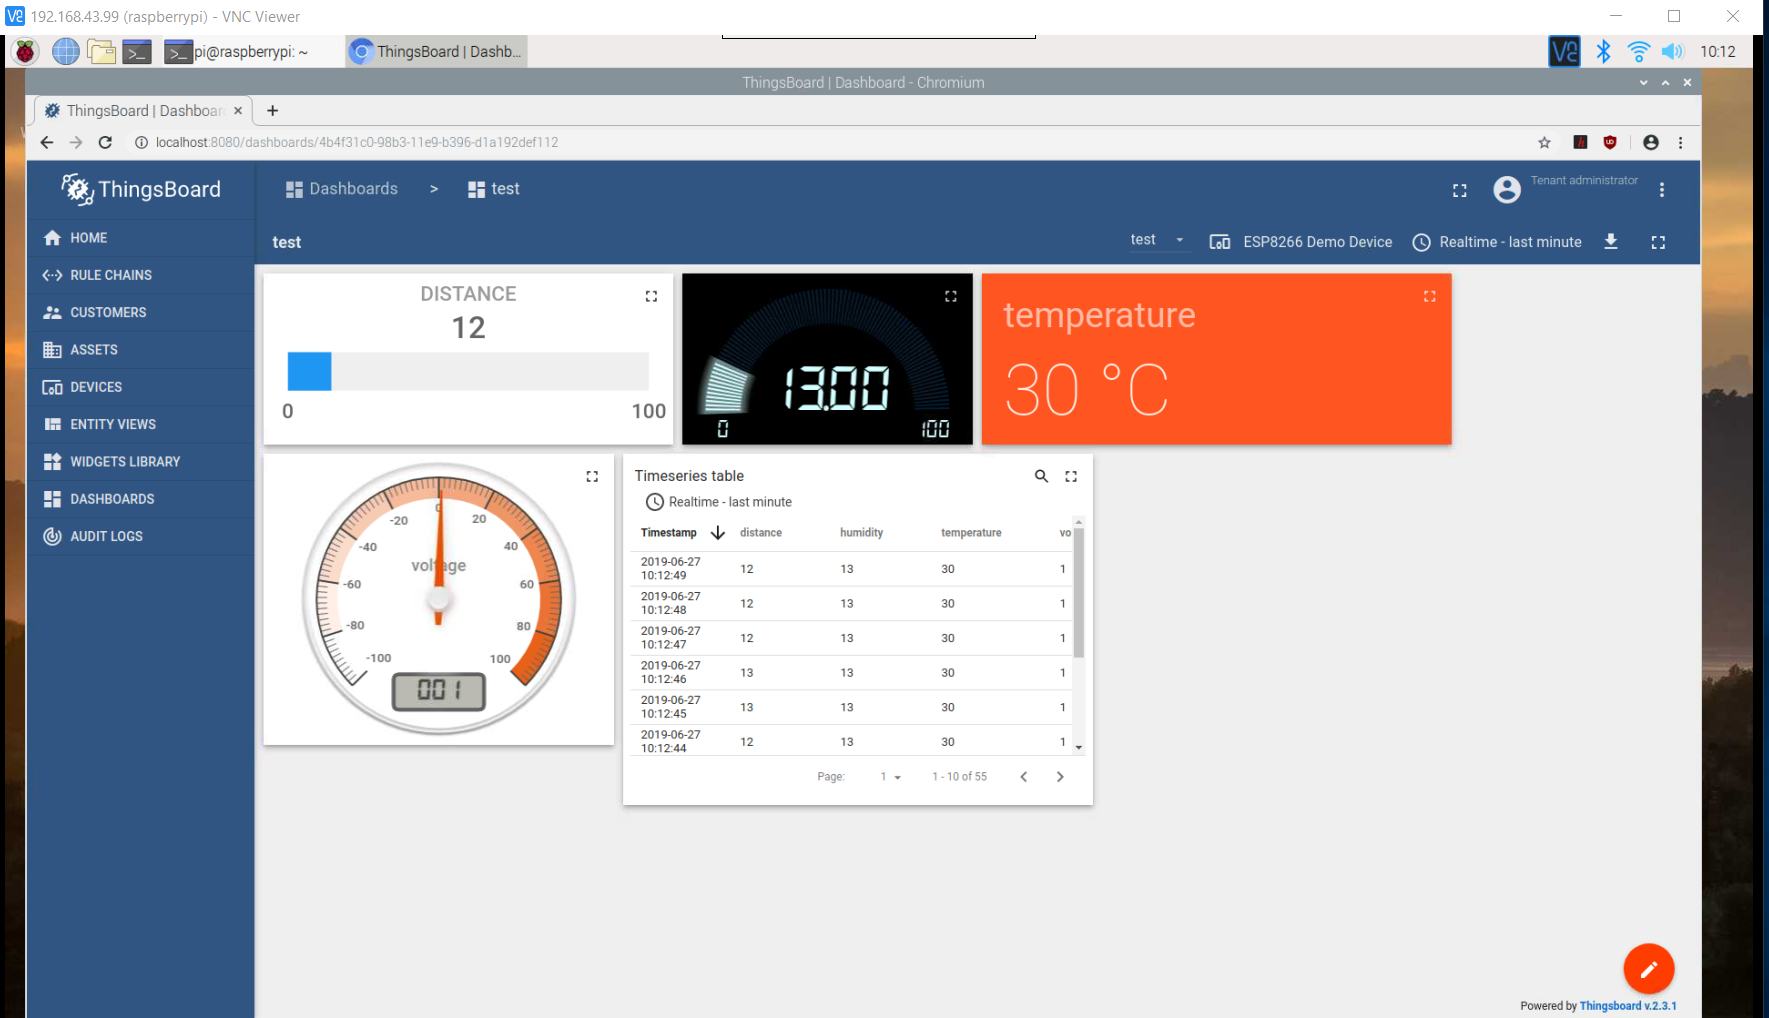 192.168.43.99 (raspberrypi) - VNC Viewer
pi@raspberrypi: ~
ThingsBoard | Dashb...
10:12
ThingsBoard | Dashboard - Chromium
ThingsBoard | Dashboar
localhost:8080/dashboards/4b4f31c0-98b3-11e9-b396-d1a192def112
ThingsBoard
Dashboards > test
Tenant administrator
test
test
ESP8266 Demo Device
Realtime - last minute
HOME
RULE CHAINS
CUSTOMERS
ASSETS
DEVICES
ENTITY VIEWS
WIDGETS LIBRARY
DASHBOARDS
AUDIT LOGS
DISTANCE
12
0 100
13.00
0 100
temperature
30 °C
-100 -80 -60 -40 -20 0 20 40 60 80 100
voltage
001
Timeseries table
Realtime - last minute
Timestamp distance humidity temperature vo
2019-06-27 10:12:49 12 13 30 1
2019-06-27 10:12:48 12 13 30 1
2019-06-27 10:12:47 12 13 30 1
2019-06-27 10:12:46 13 13 30 1
2019-06-27 10:12:45 13 13 30 1
2019-06-27 10:12:44 12 13 30 1
Page: 1 1 - 10 of 55
Powered by Thingsboard v.2.3.1